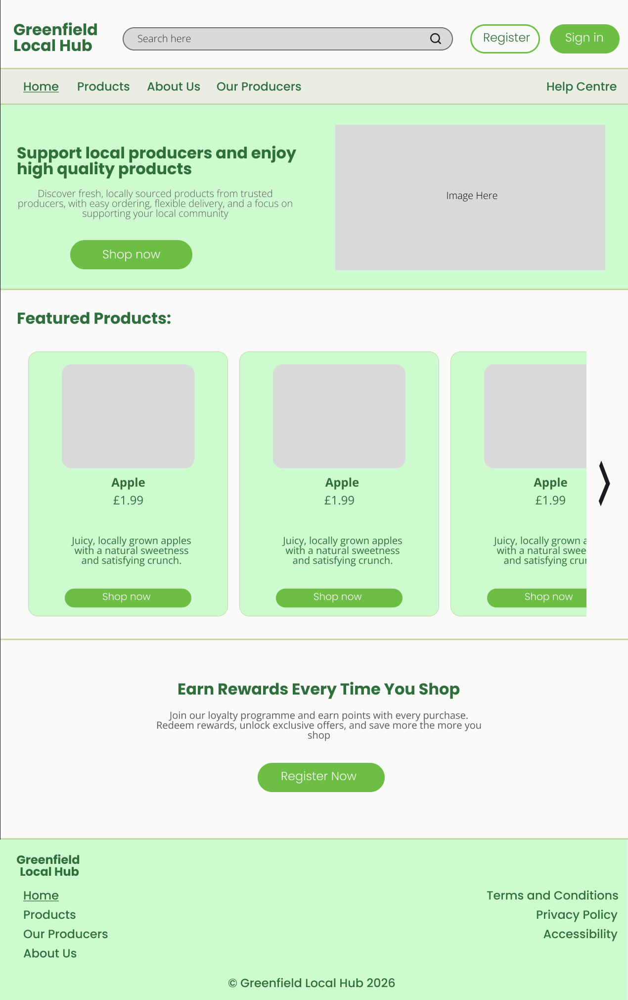 Greenfield
Local Hub
Search here
Register
Sign in
Home
Products
About Us
Our Producers
Help Centre
Support local producers and enjoy
high quality products
Discover fresh, locally sourced products from trusted
producers, with easy ordering, flexible delivery, and a focus on
supporting your local community
Shop now
Image Here
Featured Products:
Apple
£1.99
Juicy, locally grown apples
with a natural sweetness
and satisfying crunch.
Shop now
Apple
£1.99
Juicy, locally grown apples
with a natural sweetness
and satisfying crunch.
Shop now
Apple
£1.99
Juicy, locally grown
with a natural
and satisfying
Shop now
Earn Rewards Every Time You Shop
Join our loyalty programme and earn points with every purchase.
Redeem rewards, unlock exclusive offers, and save more the more you
shop
Register Now
Greenfield
Local Hub
Home
Products
Our Producers
About Us
Terms and Conditions
Privacy Policy
Accessibility
© Greenfield Local Hub 2026